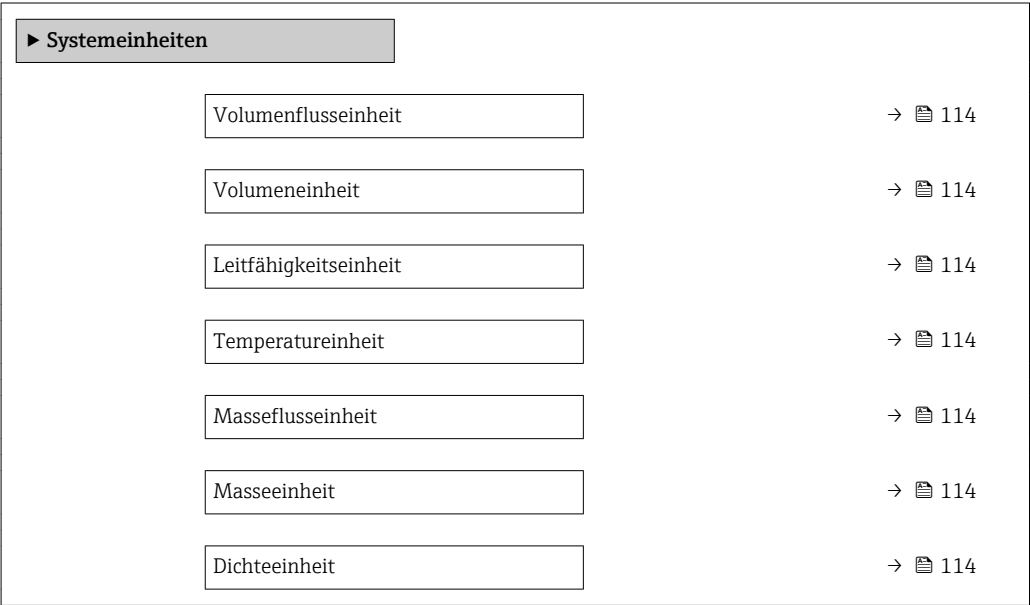 ▶ Systemeinheiten
Volumenflusseinheit → 🖹 114
Volumeneinheit → 🖹 114
Leitfähigkeitseinheit → 🖹 114
Temperatureinheit → 🖹 114
Masseflusseinheit → 🖹 114
Masseeinheit → 🖹 114
Dichteeinheit → 🖹 114